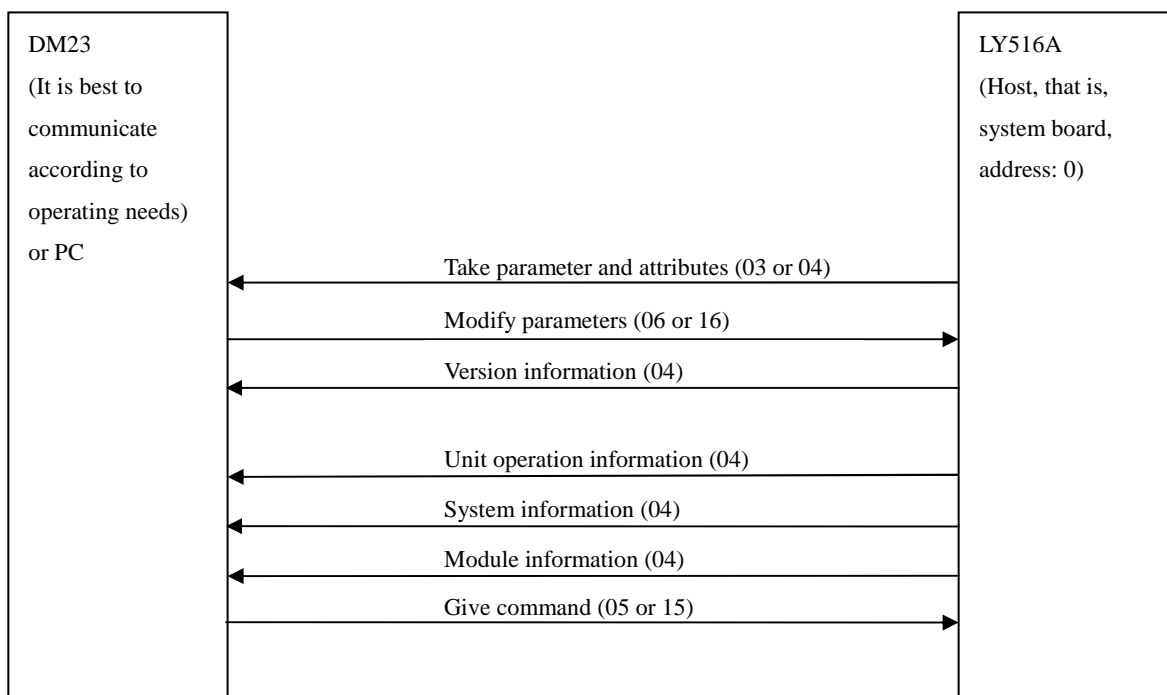 DM23
(It is best to
communicate
according to
operating needs)
or PC
LY516A
(Host, that is,
system board,
address: 0)
Take parameter and attributes (03 or 04)
Modify parameters (06 or 16)
Version information (04)
Unit operation information (04)
System information (04)
Module information (04)
Give command (05 or 15)